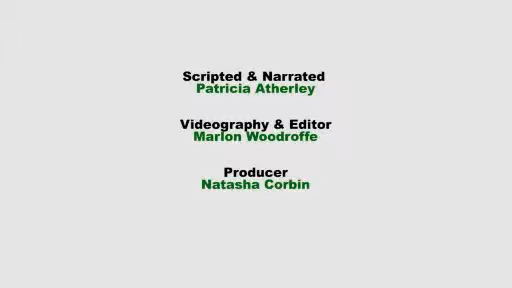 Scripted & Narrated
Patricia Atherley
Videography & Editor
Marlon Woodroffe
Producer
Natasha Corbin